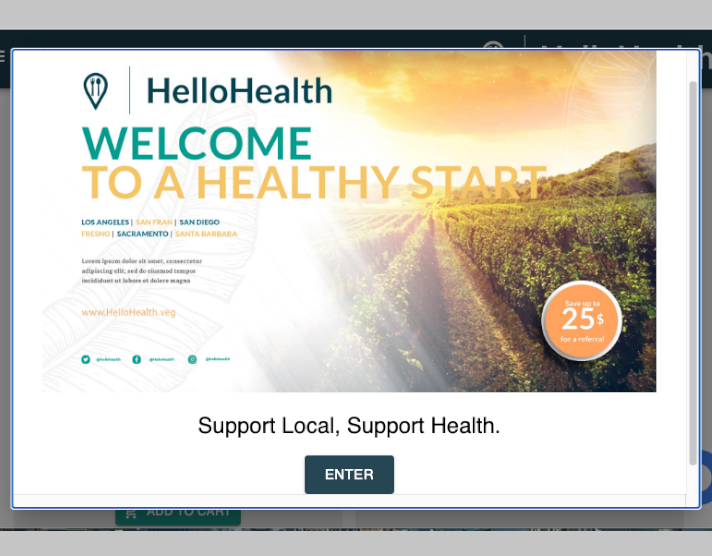 HelloHealth
WELCOME
TO A HEALTHY START
LOS ANGELES | SAN FRAN | SAN DIEGO
FRESNO | SACRAMENTO | SANTA BARBARA
Lorem ipsum dolor sit amet, consectetur
adipiscing elit, sed do eiusmod tempor
incididunt ut labore et dolore magna
www.HelloHealth.veg
@HelloHealth @HelloHealth @HelloHealth
Save up to
25$
for a referral
Support Local, Support Health.
ENTER
ADD TO CART